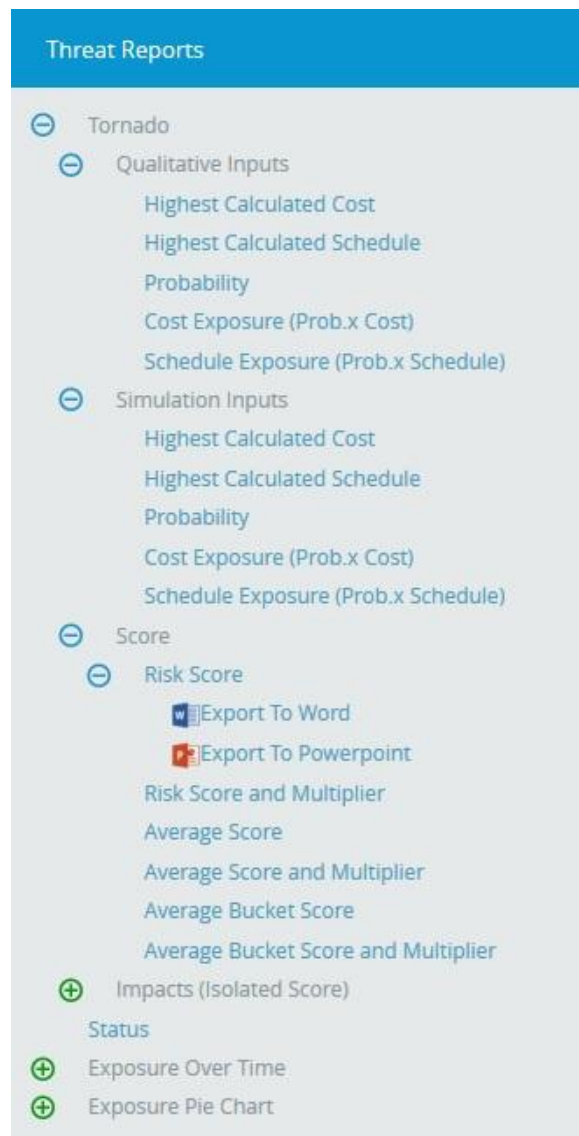 Threat Reports
Tornado
Qualitative Inputs
Highest Calculated Cost
Highest Calculated Schedule
Probability
Cost Exposure (Prob.x Cost)
Schedule Exposure (Prob.x Schedule)
Simulation Inputs
Highest Calculated Cost
Highest Calculated Schedule
Probability
Cost Exposure (Prob.x Cost)
Schedule Exposure (Prob.x Schedule)
Score
Risk Score
Export To Word
Export To Powerpoint
Risk Score and Multiplier
Average Score
Average Score and Multiplier
Average Bucket Score
Average Bucket Score and Multiplier
Impacts (Isolated Score)
Status
Exposure Over Time
Exposure Pie Chart